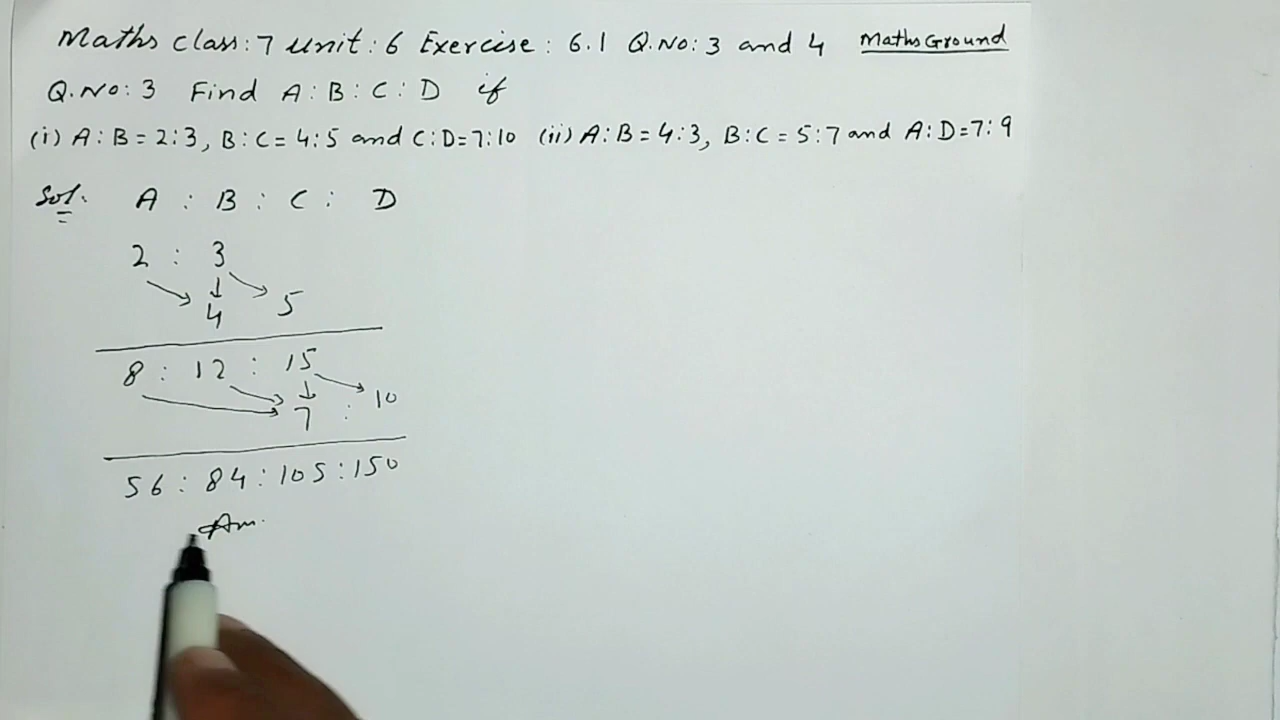 Maths Class: 7 unit: 6 Exercise: 6.1 Q.No: 3 and 4 MathsGround
Q.No: 3 Find A : B : C : D if
(i) A : B = 2 : 3, B : C = 4 : 5 and C : D = 7 : 10 (ii) A : B = 4 : 3, B : C = 5 : 7 and A : D = 7 : 9
Sol: A : B : C : D
2 : 3
4 5
8 : 12 : 15
7 : 10
56 : 84 : 105 : 150
Ans.